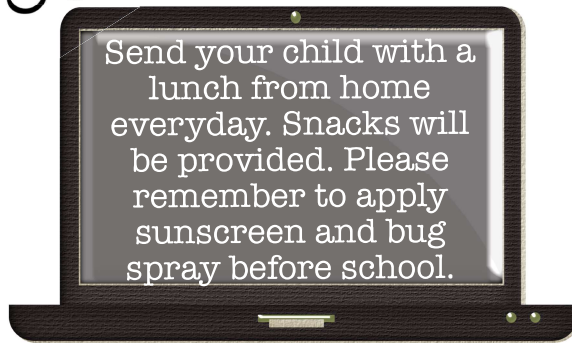 Send your child with a
lunch from home
everyday. Snacks will
be provided. Please
remember to apply
sunscreen and bug
spray before school.